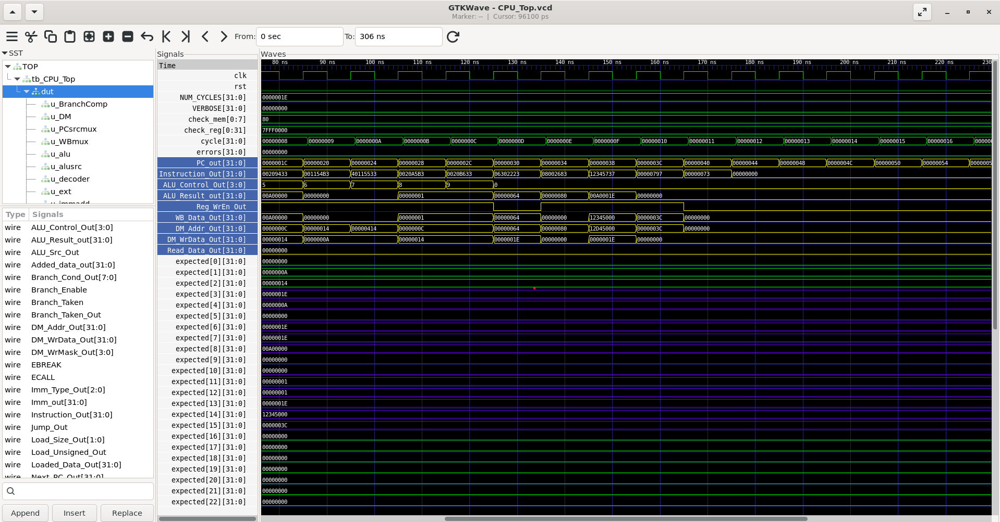 GTKWave - CPU_Top.vcd
Marker: -- | Cursor: 96100 ps
From: 0 sec To: 306 ns
SST
TOP
tb_CPU_Top
dut
u_BranchComp
u_DM
u_PCsrcmux
u_WBmux
u_alu
u_alusrc
u_decoder
u_ext
u_immadd
Type Signals
wire ALU_Control_Out[3:0]
wire ALU_Result_out[31:0]
wire ALU_Src_Out
wire Added_data_out[31:0]
wire Branch_Cond_Out[7:0]
wire Branch_Enable
wire Branch_Taken
wire Branch_Taken_Out
wire DM_Addr_Out[31:0]
wire DM_WrData_Out[31:0]
wire DM_WrMask_Out[3:0]
wire EBREAK
wire ECALL
wire Imm_Type_Out[2:0]
wire Imm_out[31:0]
wire Instruction_Out[31:0]
wire Jump_Out
wire Load_Size_Out[1:0]
wire Load_Unsigned_Out
wire Loaded_Data_Out[31:0]
wire Next_PC_Out[31:0]
Append Insert Replace
Signals
Waves
Time 80 ns 90 ns 100 ns 110 ns 120 ns 130 ns 140 ns 150 ns 160 ns 170 ns 180 ns 190 ns 200 ns 210 ns 220 ns 230
clk
rst
NUM_CYCLES[31:0] 0000001E
VERBOSE[31:0] 00000000
check_mem[0:7] 80
check_reg[0:31] 7FFF0000
cycle[31:0] 00000008 00000009 0000000A 0000000B 0000000C 0000000D 0000000E 0000000F 00000010 00000011 00000012 00000013 00000014 00000015 00000016 00000
errors[31:0] 00000000
PC_out[31:0] 0000001C 00000020 00000024 00000028 0000002C 00000030 00000034 00000038 0000003C 00000040 00000044 00000048 0000004C 00000050 00000054 000005
Instruction_Out[31:0] 00209433 001154B3 40115533 0020A5B3 0020B633 06302223 08002683 12345737 00000797 00000073 00000000
ALU_Control_Out[3:0] 5 6 7 8 9 0
ALU_Result_out[31:0] 00A00000 00000000 00000001 00000064 00000080 00A0001E 00000000
Reg_WrEn_Out
WB_Data_Out[31:0] 00A00000 00000000 00000001 00000064 00000000 12345000 0000003C 00000000
DM_Addr_Out[31:0] 0000000C 00000014 00000414 0000000C 00000064 00000080 12D45000 0000003C 00000000
DM_WrData_Out[31:0] 00000014 0000000A 00000014 0000001E 00000000 0000001E 00000000
Read_Data_Out[31:0] 00000000
expected[0][31:0] 00000000
expected[1][31:0] 0000000A
expected[2][31:0] 00000014
expected[3][31:0] 0000001E
expected[4][31:0] 0000000A
expected[5][31:0] 00000000
expected[6][31:0] 0000001E
expected[7][31:0] 0000001E
expected[8][31:0] 00A00000
expected[9][31:0] 00000000
expected[10][31:0] 00000000
expected[11][31:0] 00000001
expected[12][31:0] 00000001
expected[13][31:0] 0000001E
expected[14][31:0] 12345000
expected[15][31:0] 0000003C
expected[16][31:0] 00000000
expected[17][31:0] 00000000
expected[18][31:0] 00000000
expected[19][31:0] 00000000
expected[20][31:0] 00000000
expected[21][31:0] 00000000
expected[22][31:0] 00000000